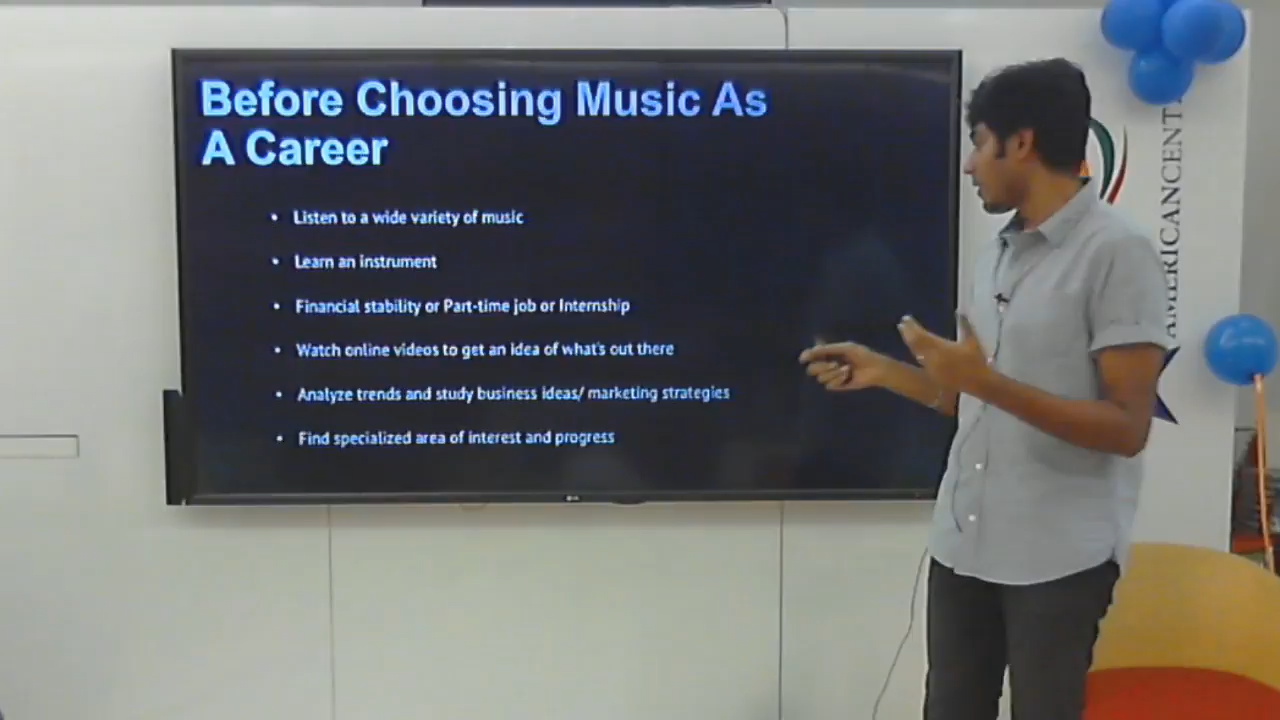 Before Choosing Music As
A Career
• Listen to a wide variety of music
• Learn an instrument
• Financial stability or Part-time job or Internship
• Watch online videos to get an idea of what's out there
• Analyze trends and study business ideas/ marketing strategies
• Find specialized area of interest and progress
LG
AMERICANCENT